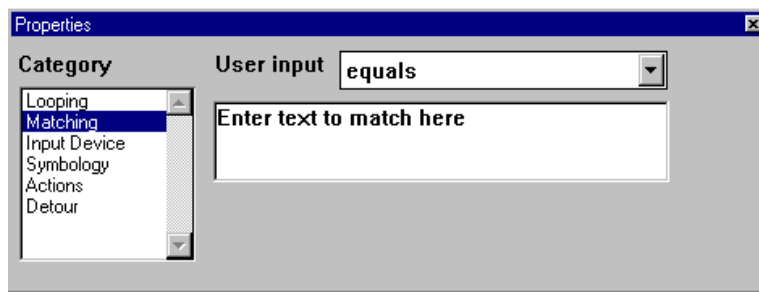 Properties
Category
User input
equals
Looping
Matching
Input Device
Symbology
Actions
Detour
Enter text to match here